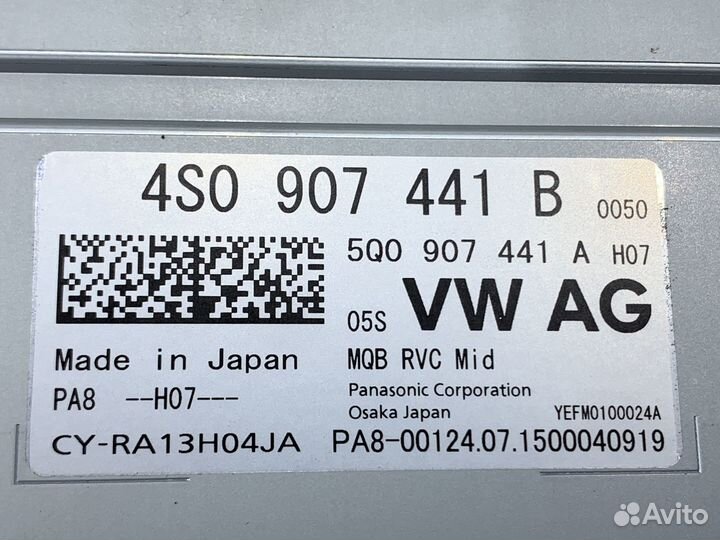 4S0 907 441 B 0050
5Q0 907 441 A H07
05S VW AG
Made in Japan MQB RVC Mid
PA8 --H07--- Panasonic Corporation
Osaka Japan YEFM0100024A
CY-RA13H04JA PA8-00124.07.1500040919
Avito